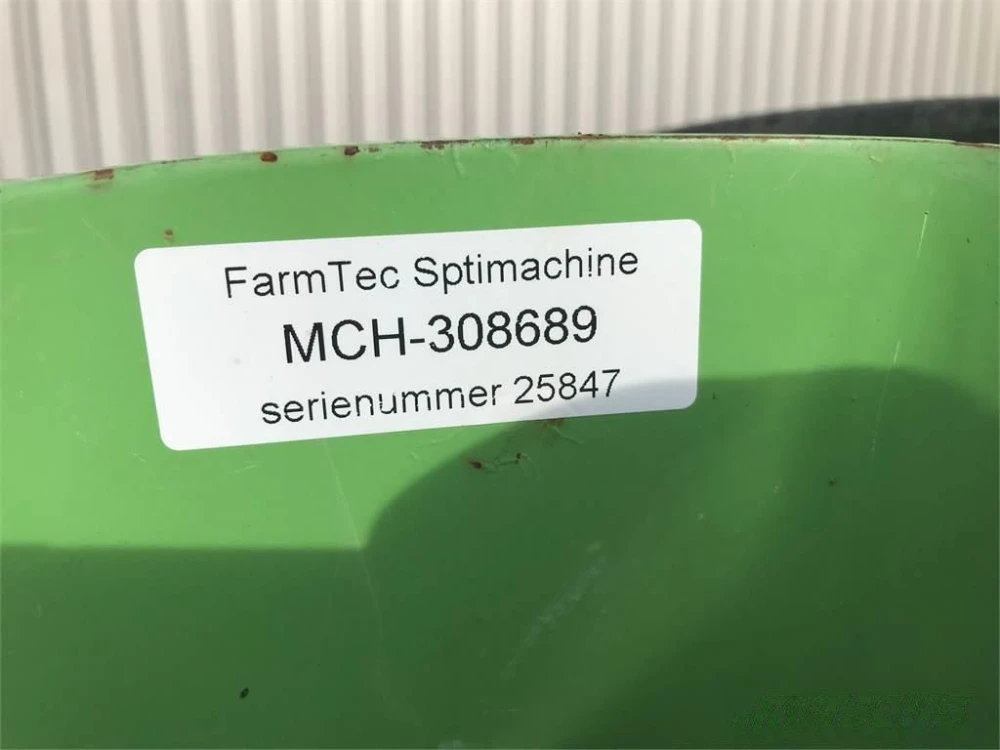 FarmTec Sptimachine
MCH-308689
serienummer 25847